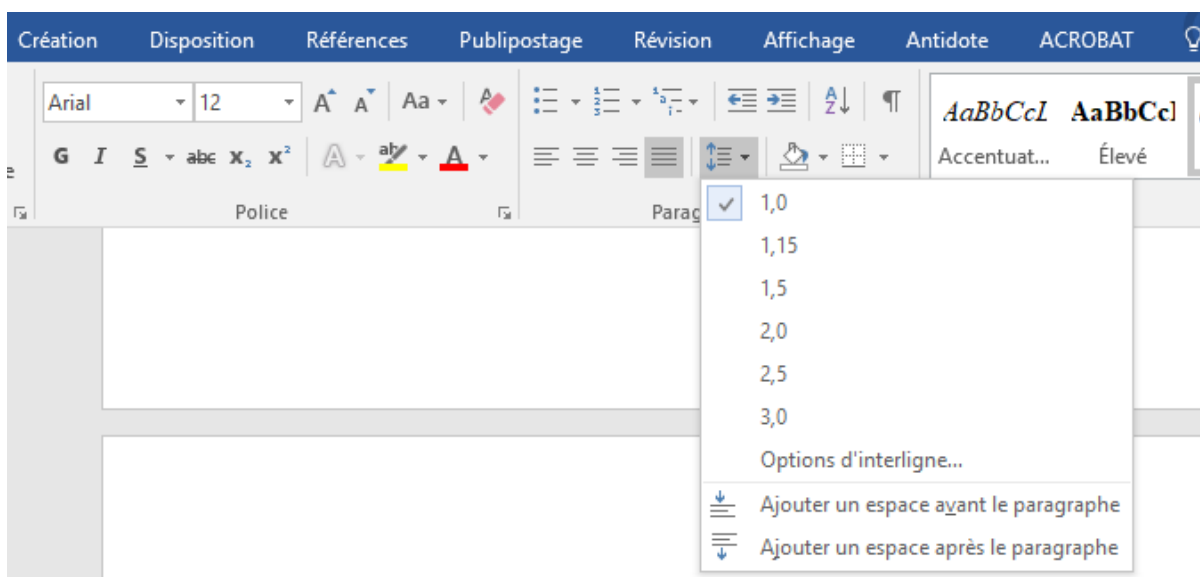 Création Disposition Références Publipostage Révision Affichage Antidote ACROBAT
Arial 12 Aa
G I S abc X₂ X² A aby A
AaBbCcI AaBbCcI
Accentuat... Élevé
Police Parag
1,0
1,15
1,5
2,0
2,5
3,0
Options d'interligne...
Ajouter un espace avant le paragraphe
Ajouter un espace après le paragraphe